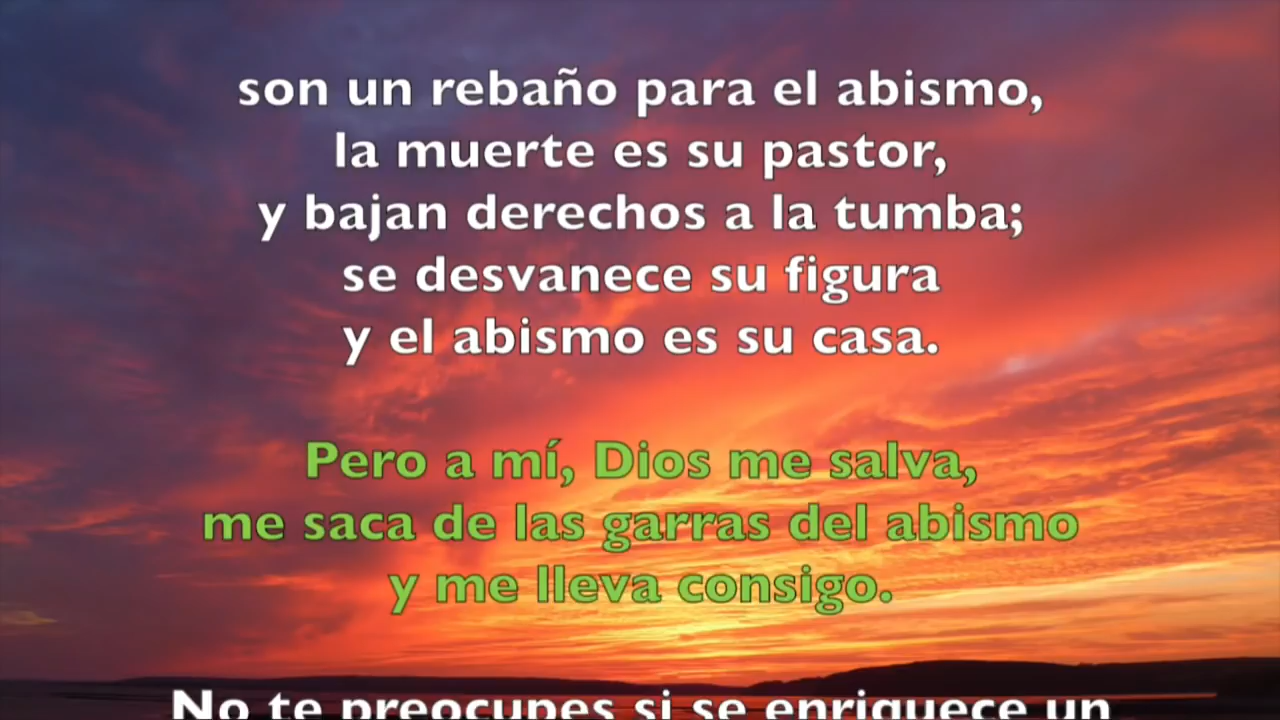 son un rebaño para el abismo,
la muerte es su pastor,
y bajan derechos a la tumba;
se desvanece su figura
y el abismo es su casa.
Pero a mí, Dios me salva,
me saca de las garras del abismo
y me lleva consigo.
No te preocupes si se enriquece un